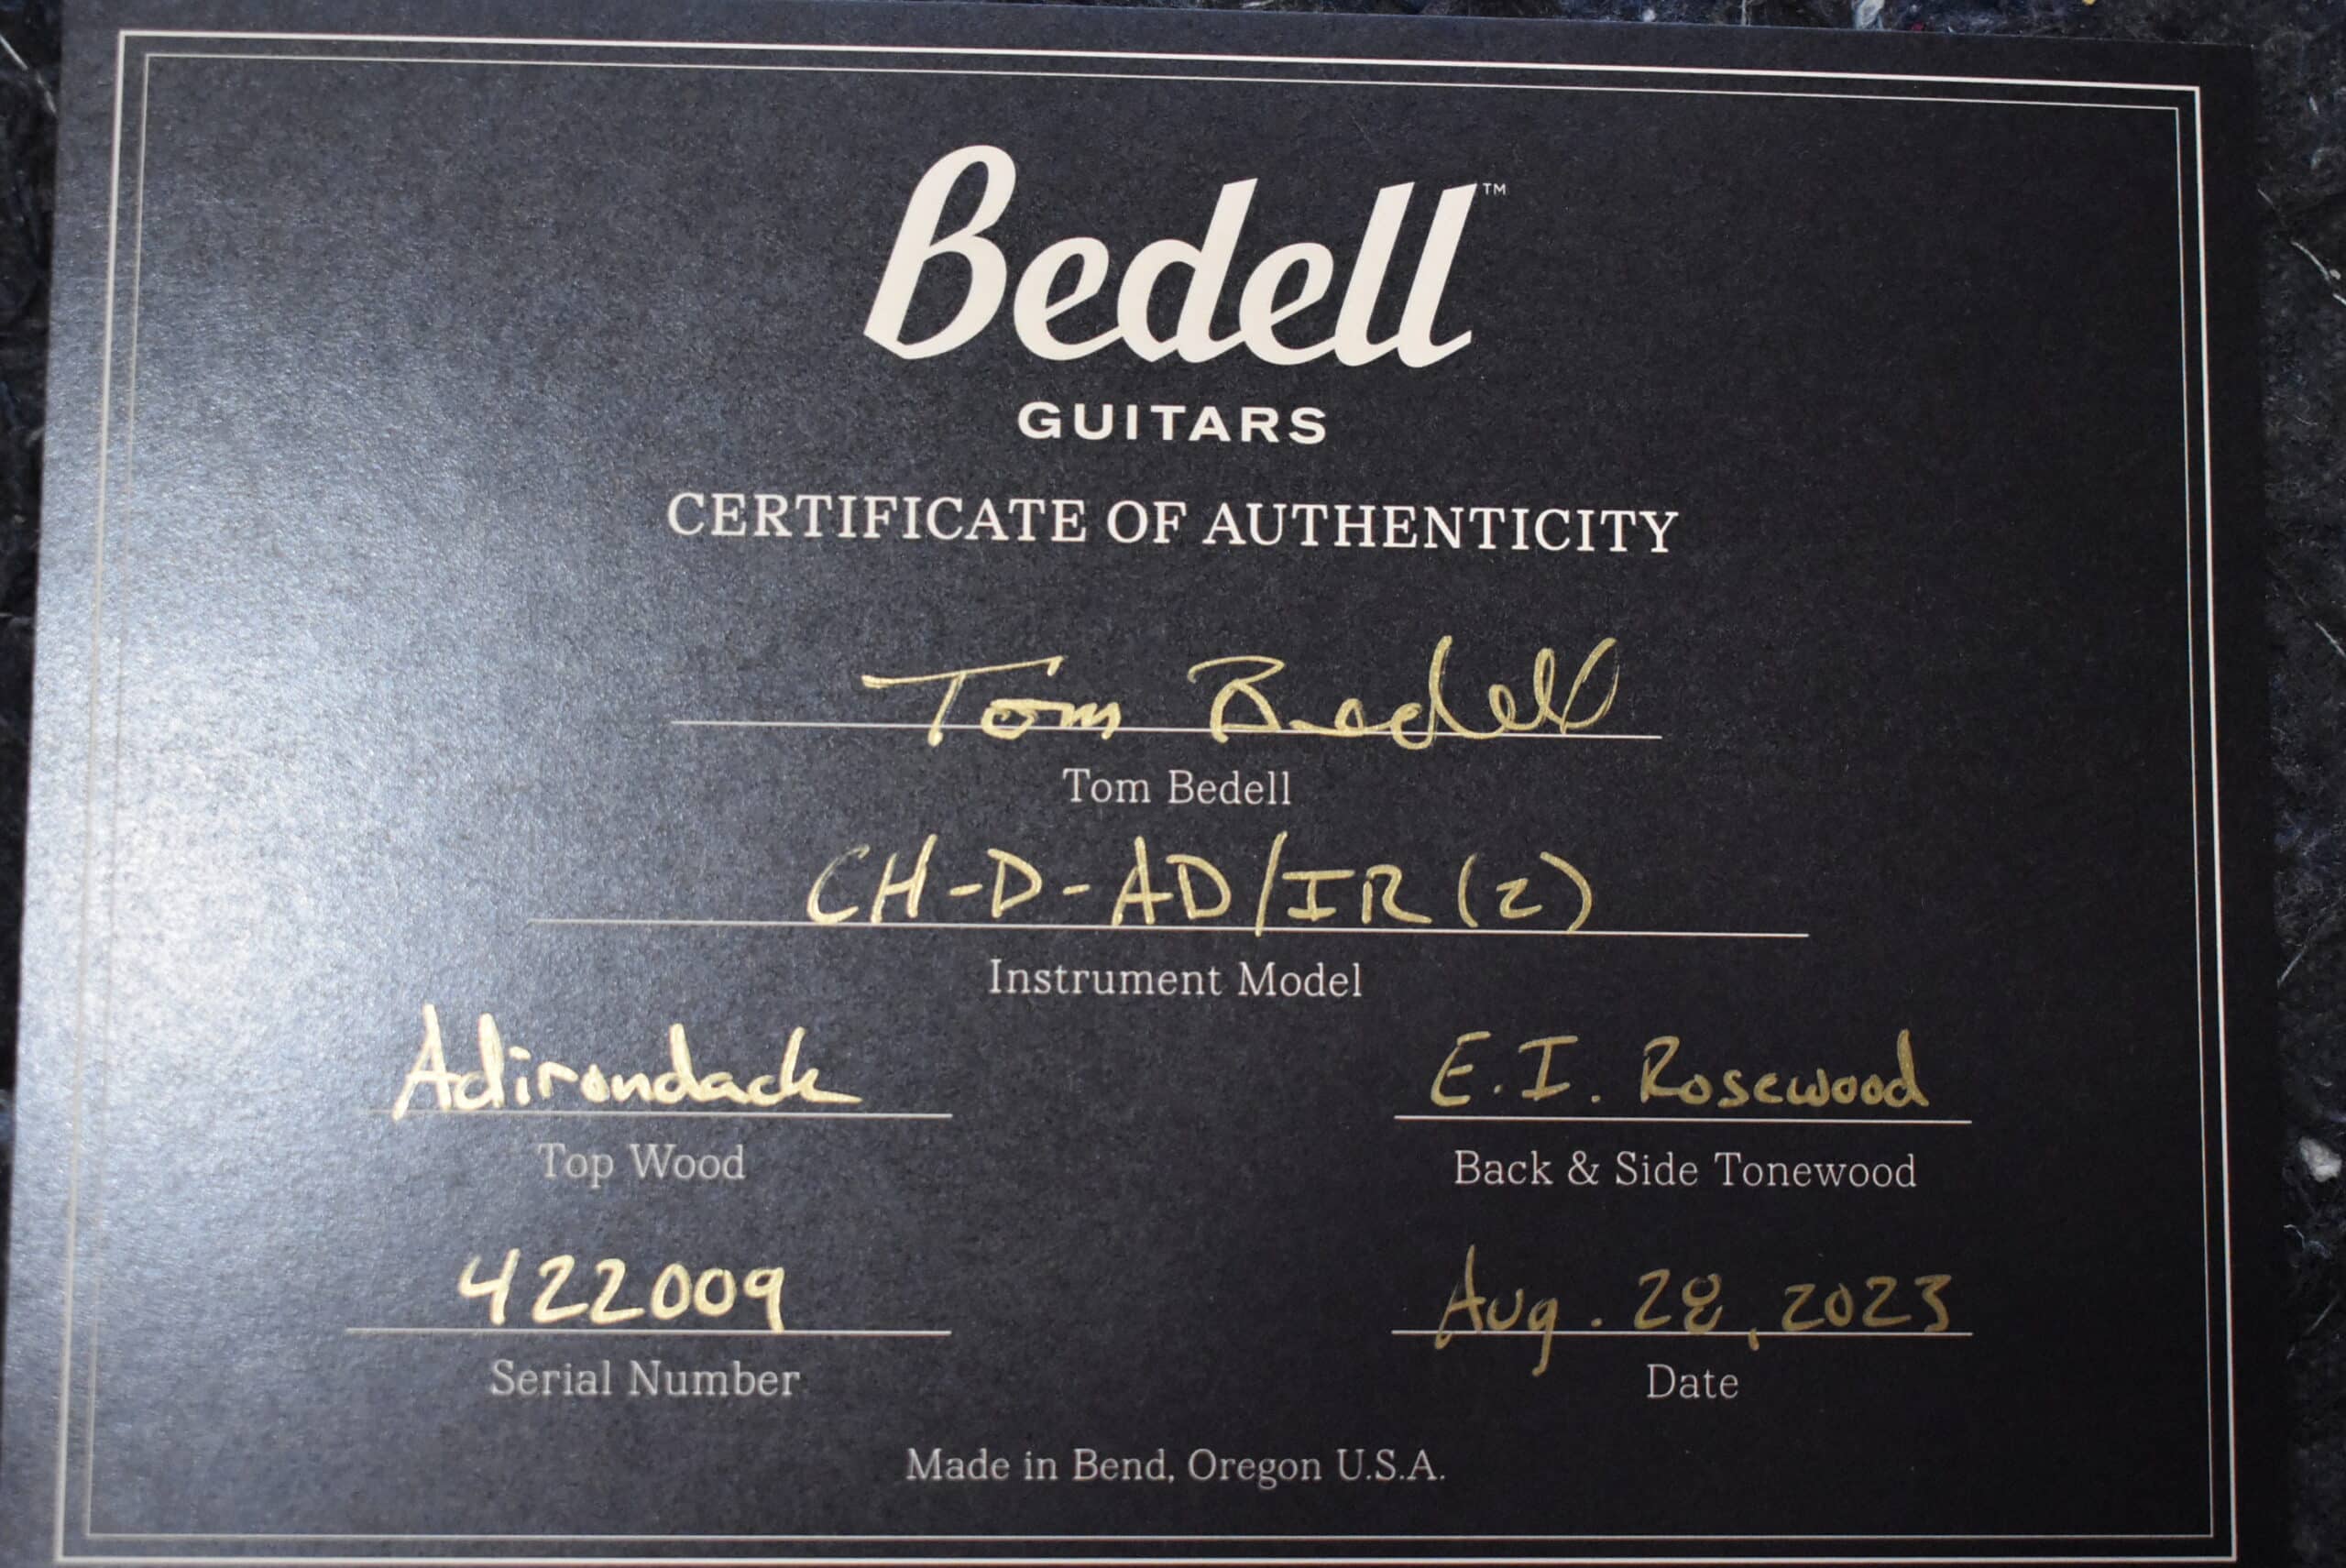 Bedell™
GUITARS
CERTIFICATE OF AUTHENTICITY
Tom Bedell
Tom Bedell
CH-D-AD/IR (2)
Instrument Model
Adirondack
Top Wood
E.I. Rosewood
Back & Side Tonewood
422009
Serial Number
Aug. 28, 2023
Date
Made in Bend, Oregon U.S.A.